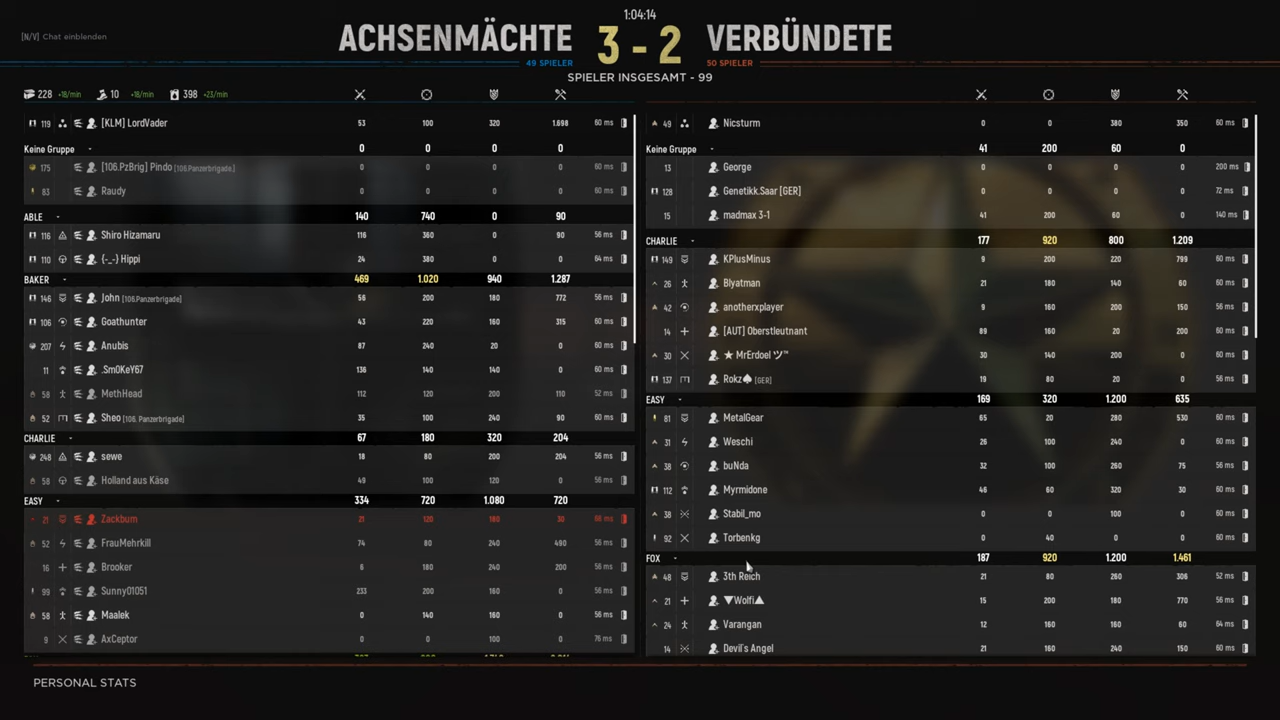 1:04:14
[N/V] Chat einblenden
ACHSENMÄCHTE 3 - 2 VERBÜNDETE
49 SPIELER 50 SPIELER
SPIELER INSGESAMT - 99
228 +18/min 10 +18/min 398 +23/min
119 [KLM] LordVader 53 100 320 1.698 60 ms
Keine Gruppe - 0 0 0 0
175 [106.PzBrig] Pindo [106.Panzerbrigade] 0 0 0 0 60 ms
83 Raudy 0 0 0 0 60 ms
ABLE - 140 740 0 90
116 Shiro Hizamaru 116 360 0 90 56 ms
110 {-_-} Hippi 24 380 0 0 64 ms
BAKER - 469 1.020 940 1.287
146 John [106.Panzerbrigade] 56 200 180 772 56 ms
106 Goathunter 43 220 160 315 60 ms
207 Anubis 87 240 20 0 60 ms
11 .Sm0KeY67 136 140 140 0 60 ms
58 MethHead 112 120 200 110 52 ms
52 Sheo [106. Panzerbrigade] 35 100 240 90 60 ms
CHARLIE - 67 180 320 204
248 sewe 18 80 200 204 56 ms
58 Holland aus Käse 49 100 120 0 56 ms
EASY - 334 720 1.080 720
21 Zackbum 21 120 180 30 88 ms
52 FrauMehrkill 74 80 240 490 56 ms
16 Brooker 6 180 240 200 56 ms
99 Sunny01051 233 200 160 0 56 ms
58 Maalek 0 140 160 0 56 ms
9 AxCeptor 0 0 100 0 76 ms
49 Nicsturm 0 0 380 350 60 ms
Keine Gruppe - 41 200 60 0
13 George 0 0 0 0 200 ms
128 Genetikk.Saar [GER] 0 0 0 0 72 ms
15 madmax 3-1 41 200 60 0 140 ms
CHARLIE - 177 920 800 1.209
149 KPlusMinus 9 200 220 799 60 ms
26 Blyatman 21 180 140 60 60 ms
42 anotherxplayer 9 160 200 150 56 ms
14 [AUT] Oberstleutnant 89 160 20 200 60 ms
30 ★ MrErdoel ツ™ 30 140 200 0 60 ms
137 Rokz♠ [GER] 19 80 20 0 56 ms
EASY - 169 320 1.200 635
81 MetalGear 65 20 280 530 60 ms
31 Weschi 26 100 240 0 60 ms
38 buNda 32 100 260 75 56 ms
112 Myrmidone 46 60 320 30 60 ms
38 Stabil_mo 0 0 100 0 60 ms
92 Torbenkg 0 40 0 0 60 ms
FOX - 187 920 1.200 1.461
48 3th Reich 21 80 260 306 52 ms
21 ▼Wolfi▲ 15 200 180 770 56 ms
24 Varangan 12 160 160 60 64 ms
14 Devil's Angel 21 160 240 150 60 ms
PERSONAL STATS